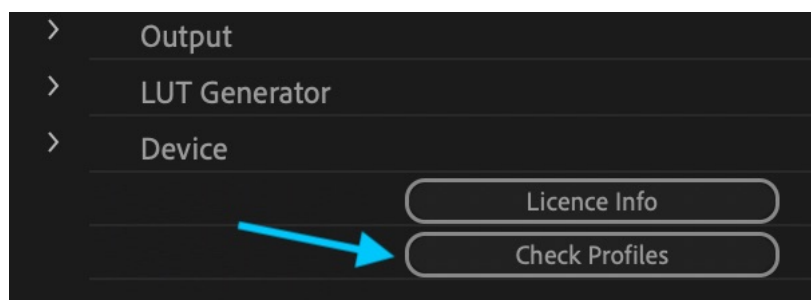 Output
LUT Generator
Device
Licence Info
Check Profiles